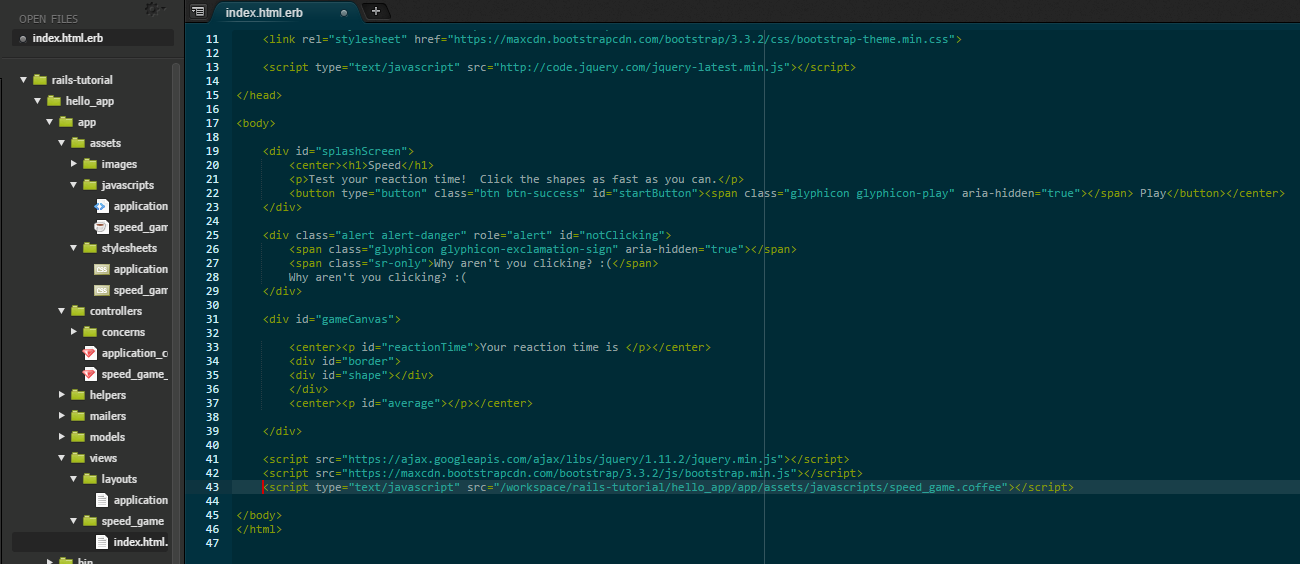 OPEN FILES
index.html.erb
rails-tutorial
hello_app
app
assets
images
javascripts
application
speed_gam
stylesheets
css application
css speed_gam
controllers
concerns
application_c
speed_game_
helpers
mailers
models
views
layouts
application
speed_game
index.html.
bin
index.html.erb
11 <link rel="stylesheet" href="https://maxcdn.bootstrapcdn.com/bootstrap/3.3.2/css/bootstrap-theme.min.css">
12
13 <script type="text/javascript" src="http://code.jquery.com/jquery-latest.min.js"></script>
14
15 </head>
16
17 <body>
18
19 <div id="splashScreen">
20 <center><h1>Speed</h1>
21 <p>Test your reaction time!  Click the shapes as fast as you can.</p>
22 <button type="button" class="btn btn-success" id="startButton"><span class="glyphicon glyphicon-play" aria-hidden="true"></span> Play</button></center>
23 </div>
24
25 <div class="alert alert-danger" role="alert" id="notClicking">
26 <span class="glyphicon glyphicon-exclamation-sign" aria-hidden="true"></span>
27 <span class="sr-only">Why aren't you clicking? :(</span>
28 Why aren't you clicking? :(
29 </div>
30
31 <div id="gameCanvas">
32
33 <center><p id="reactionTime">Your reaction time is </p></center>
34 <div id="border">
35 <div id="shape"></div>
36 </div>
37 <center><p id="average"></p></center>
38
39 </div>
40
41 <script src="https://ajax.googleapis.com/ajax/libs/jquery/1.11.2/jquery.min.js"></script>
42 <script src="https://maxcdn.bootstrapcdn.com/bootstrap/3.3.2/js/bootstrap.min.js"></script>
43 <script type="text/javascript" src="/workspace/rails-tutorial/hello_app/app/assets/javascripts/speed_game.coffee"></script>
44
45 </body>
46 </html>
47